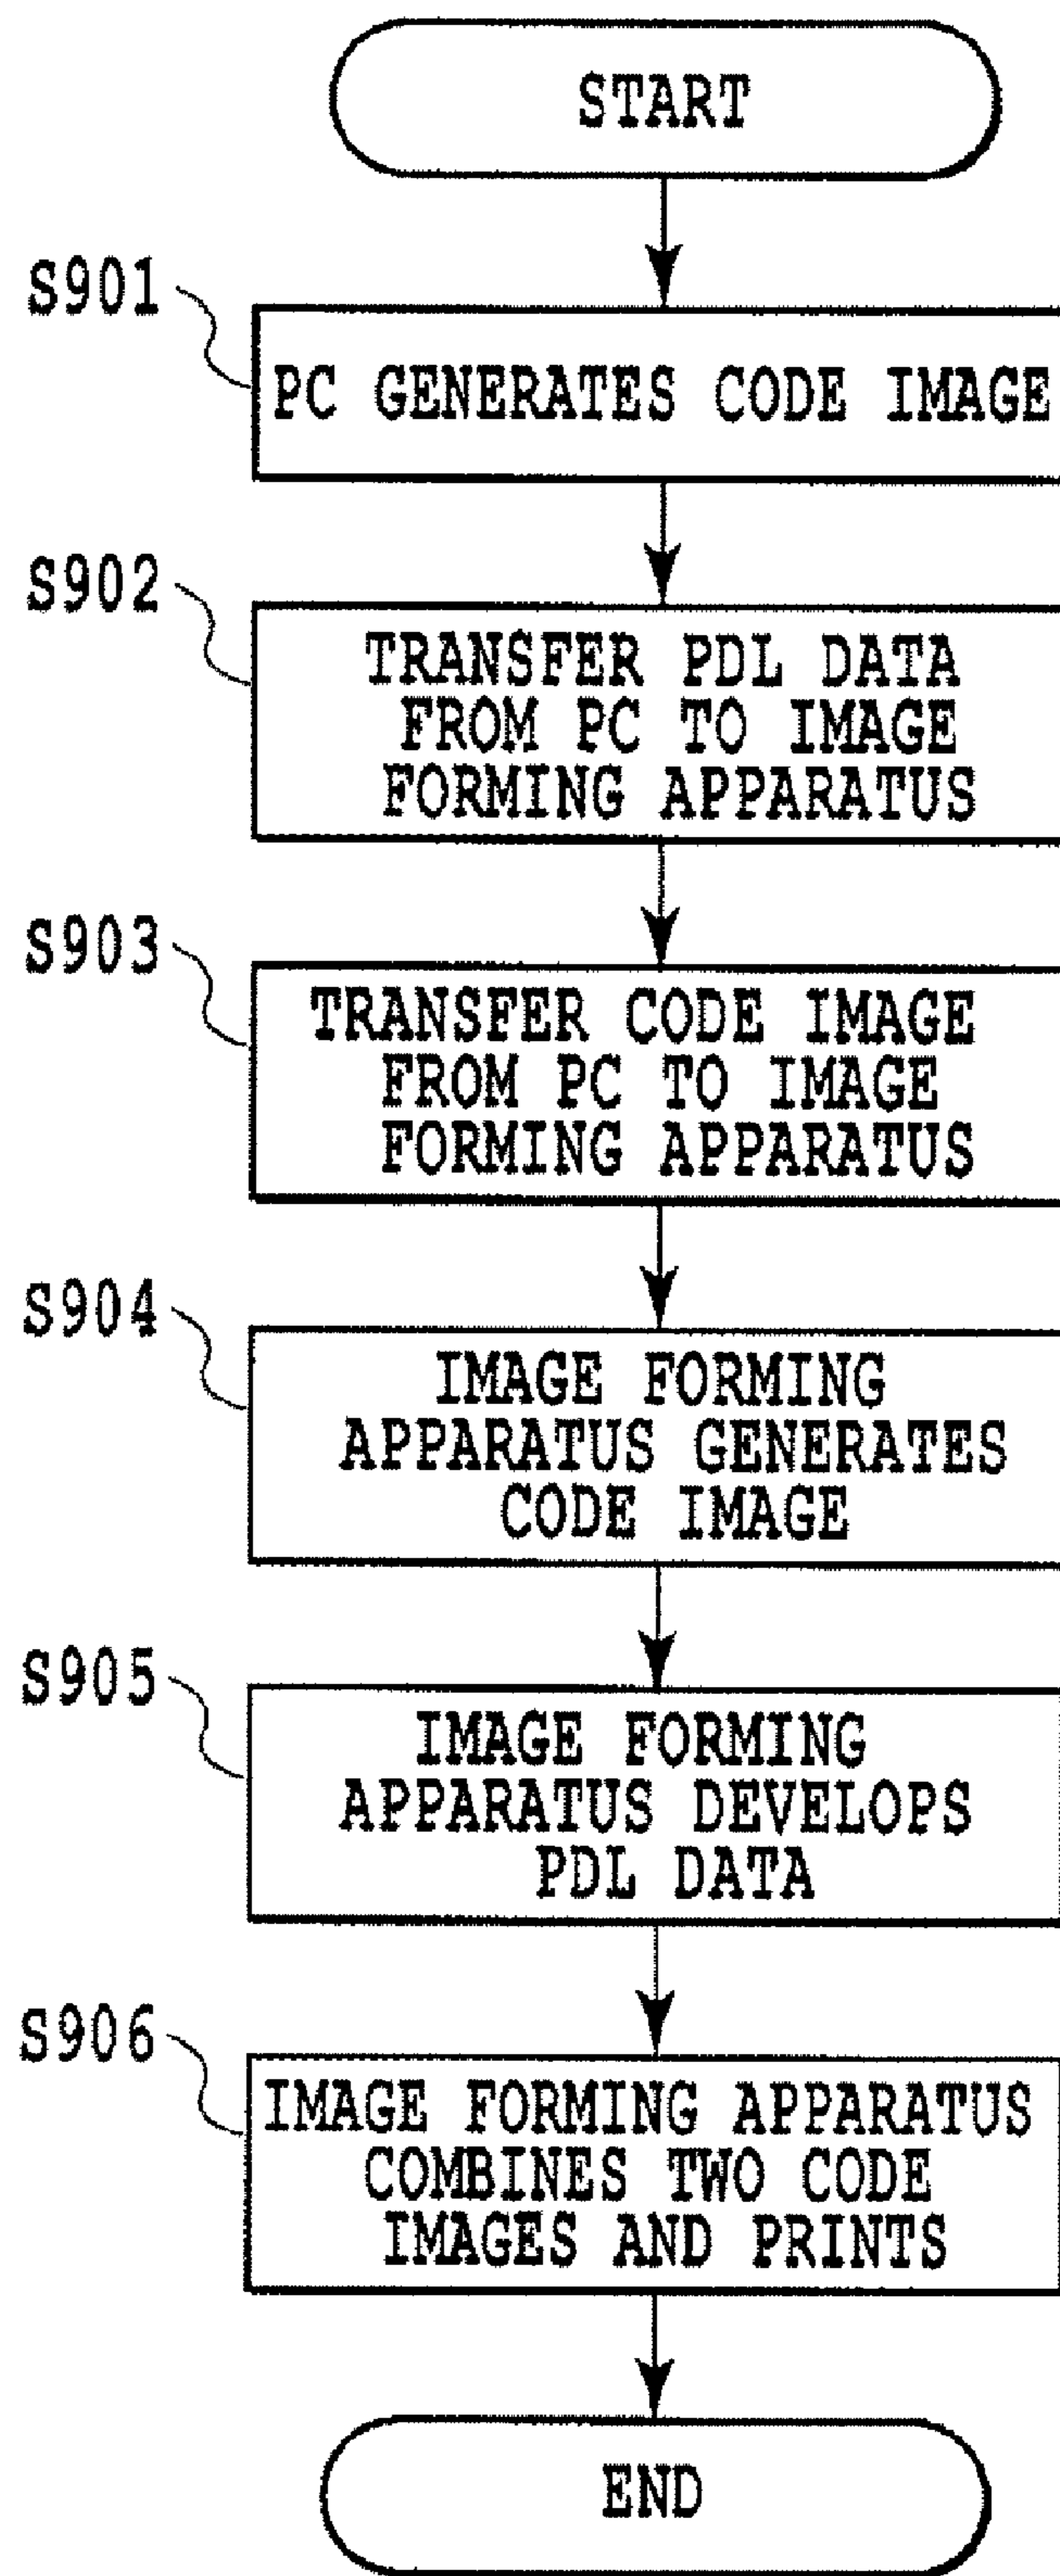 START
S901
PC GENERATES CODE IMAGE
S902
TRANSFER PDL DATA
FROM PC TO IMAGE
FORMING APPARATUS
S903
TRANSFER CODE IMAGE
FROM PC TO IMAGE
FORMING APPARATUS
S904
IMAGE FORMING
APPARATUS GENERATES
CODE IMAGE
S905
IMAGE FORMING
APPARATUS DEVELOPS
PDL DATA
S906
IMAGE FORMING APPARATUS
COMBINES TWO CODE
IMAGES AND PRINTS
END